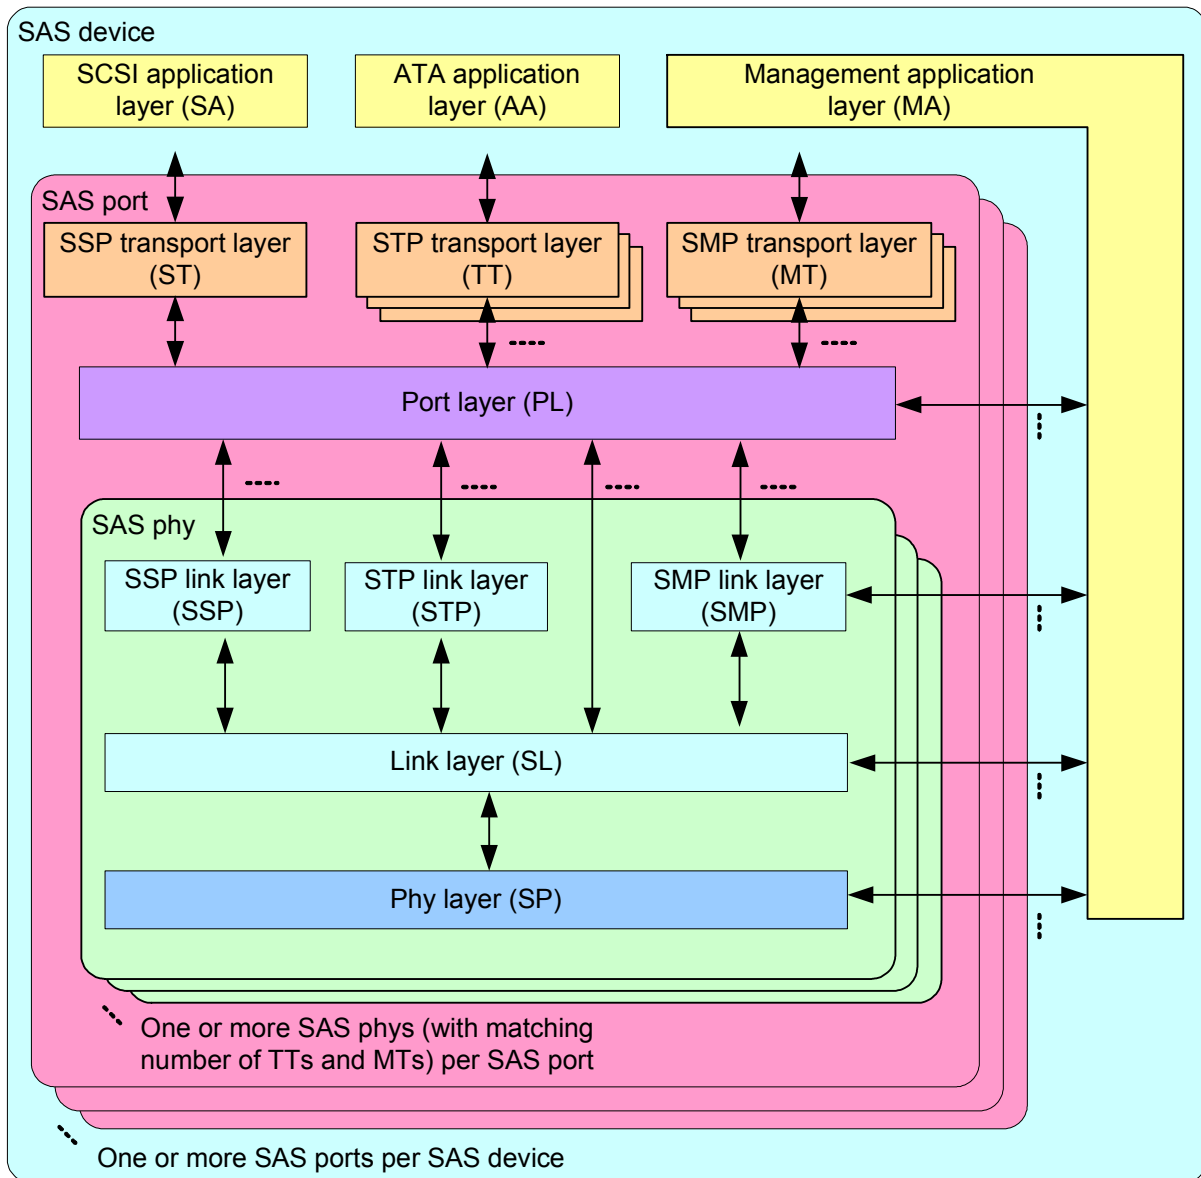 SAS device
SCSI application
layer (SA)
ATA application
layer (AA)
Management application
layer (MA)
SAS port
SSP transport layer
(ST)
STP transport layer
(TT)
SMP transport layer
(MT)
Port layer (PL)
SAS phy
SSP link layer
(SSP)
STP link layer
(STP)
SMP link layer
(SMP)
Link layer (SL)
Phy layer (SP)
One or more SAS phys (with matching
number of TTs and MTs) per SAS port
One or more SAS ports per SAS device